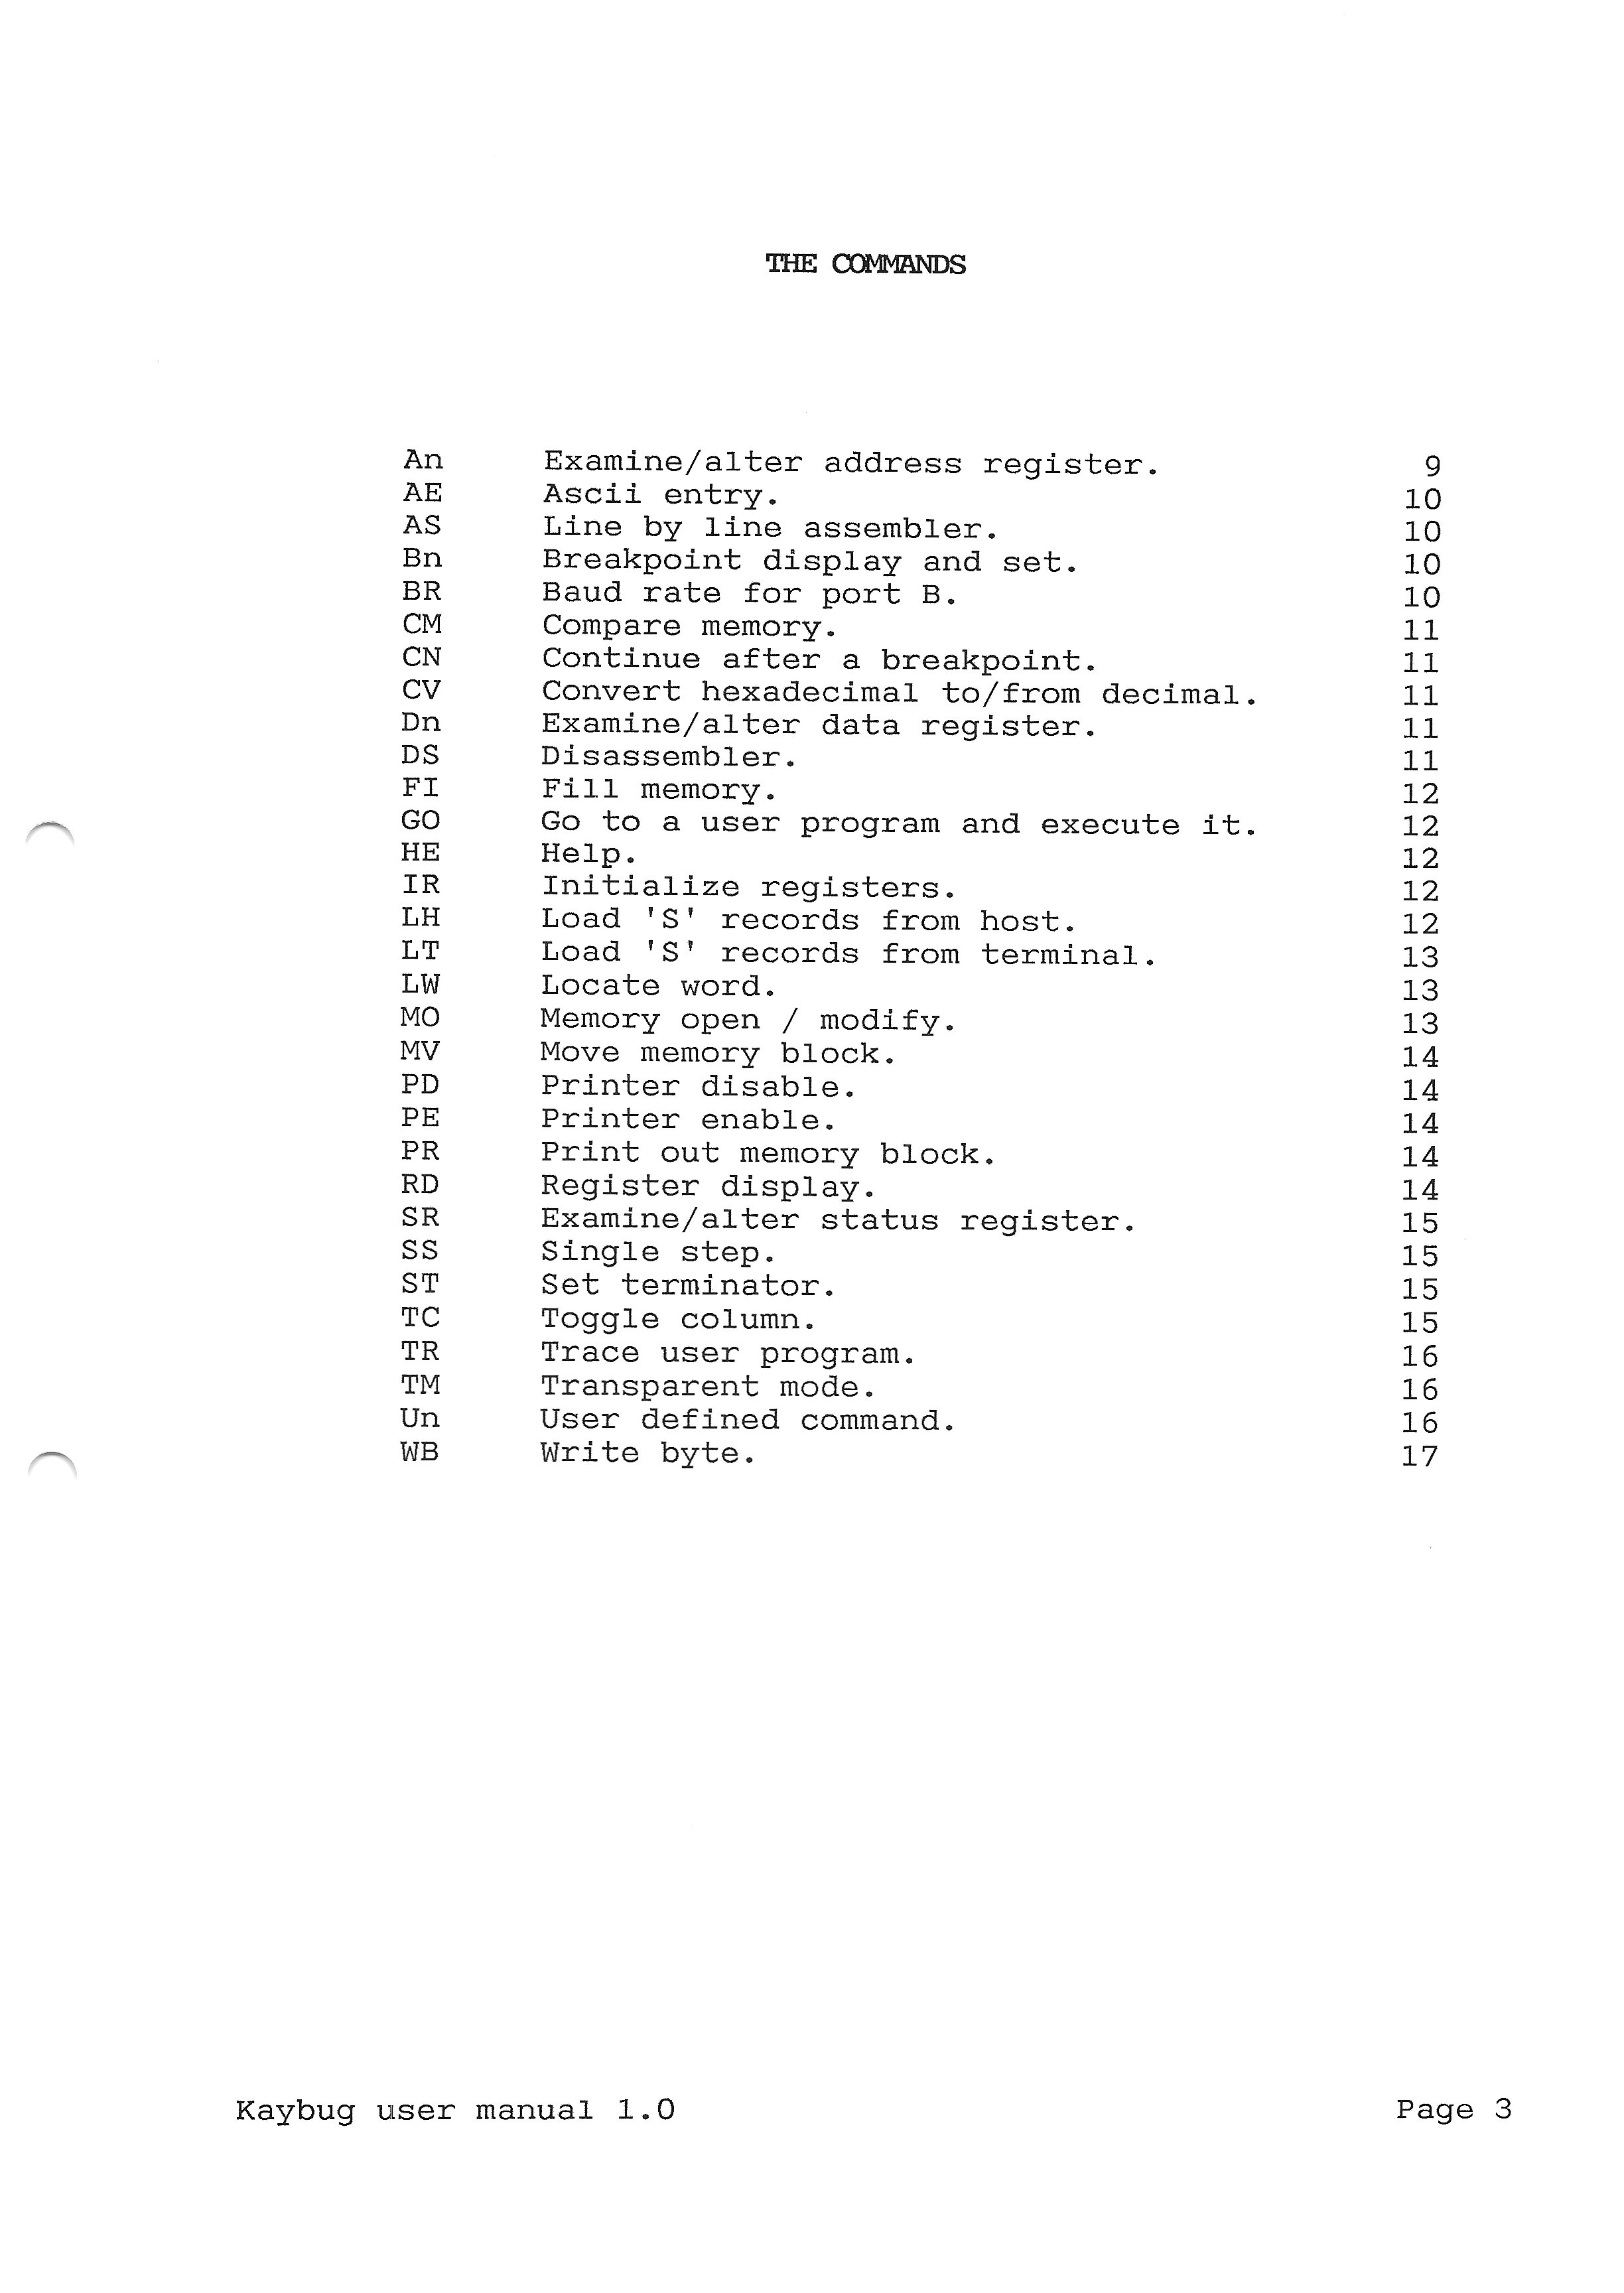 THE COMMANDS
An Examine/alter address register. 9
AE Ascii entry. 10
AS Line by line assembler. 10
Bn Breakpoint display and set. 10
BR Baud rate for port B. 10
CM Compare memory. 11
CN Continue after a breakpoint. 11
CV Convert hexadecimal to/from decimal. 11
Dn Examine/alter data register. 11
DS Disassembler. 11
FI Fill memory. 12
GO Go to a user program and execute it. 12
HE Help. 12
IR Initialize registers. 12
LH Load 'S' records from host. 12
LT Load 'S' records from terminal. 13
LW Locate word. 13
MO Memory open / modify. 13
MV Move memory block. 14
PD Printer disable. 14
PE Printer enable. 14
PR Print out memory block. 14
RD Register display. 14
SR Examine/alter status register. 15
SS Single step. 15
ST Set terminator. 15
TC Toggle column. 15
TR Trace user program. 16
TM Transparent mode. 16
Un User defined command. 16
WB Write byte. 17
Kaybug user manual 1.0 Page 3